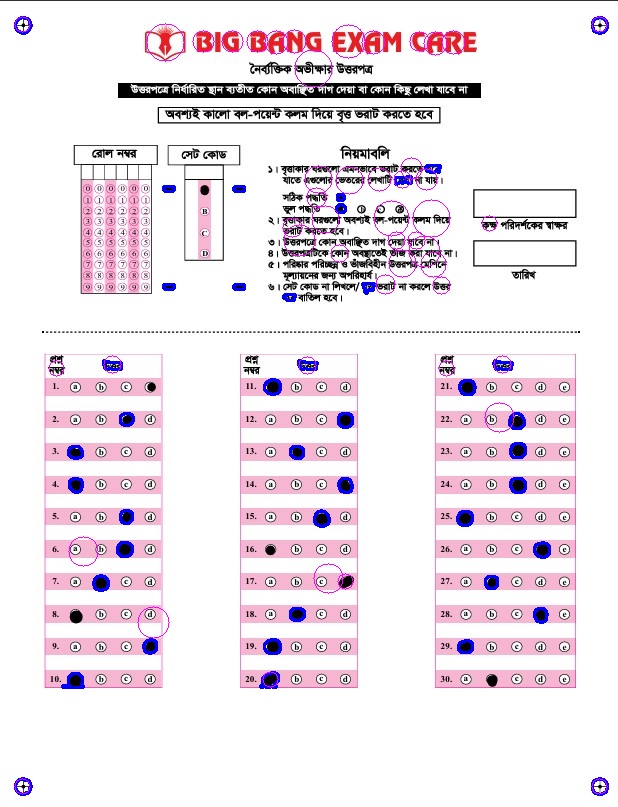 BIG BANG EXAM CARE
নৈর্ব্যক্তিক অভীক্ষার উত্তরপত্র
উত্তরপত্রে নির্ধারিত স্থান ব্যতীত কোন অবাঞ্ছিত দাগ দেয়া বা কোন কিছু লেখা যাবে না
অবশ্যই কালো বল-পয়েন্ট কলম দিয়ে বৃত্ত ভরাট করতে হবে
রোল নম্বর
0 0 0 0 0 0
1 1 1 1 1 1
2 2 2 2 2 2
3 3 3 3 3 3
4 4 4 4 4 4
5 5 5 5 5 5
6 6 6 6 6 6
7 7 7 7 7 7
8 8 8 8 8 8
9 9 9 9 9 9
সেট কোড
B
C
D
নিয়মাবলি
১। বৃত্তাকার ঘরগুলো এমনভাবে ভরাট করতে
যাতে এগুলোর ভেতরের লেখাটি না যায়।
সঠিক পদ্ধতি
ভুল পদ্ধতি
২। বৃত্তাকার ঘরগুলো অবশ্যই বল-পয়েন্ট কলম দিয়ে
ভরাট করতে হবে।
৩। উত্তরপত্রে কোন অবাঞ্ছিত দাগ দেয়া যাবে না।
৪। উত্তরপত্রটিকে কোন অবস্থাতেই ভাঁজ করা যাবে না।
৫। পরিষ্কার পরিচ্ছন্ন ও ভাঁজবিহীন উত্তরপত্র মেশিনে
মূল্যায়নের জন্য অপরিহার্য।
৬। সেট কোড না লিখলে/ ভরাট না করলে উত্তর
বাতিল হবে।
কক্ষ পরিদর্শকের স্বাক্ষর
তারিখ
প্রশ্ন নম্বর
1. a b c
2. a b d
3. b c d
4. b c d
5. a b d
6. a b d
7. a c d
8. b c d
9. a b c
10. b c d
প্রশ্ন নম্বর
11. b c d
12. a b c
13. a c d
14. a b c
15. a b d
16. b c d
17. a b c
18. a c d
19. b c d
20. b c d
প্রশ্ন নম্বর
21. b c d e
22. a b d e
23. a b d e
24. a b d e
25. b c d e
26. a b c e
27. a c d e
28. a b c e
29. b c d e
30. a c d e